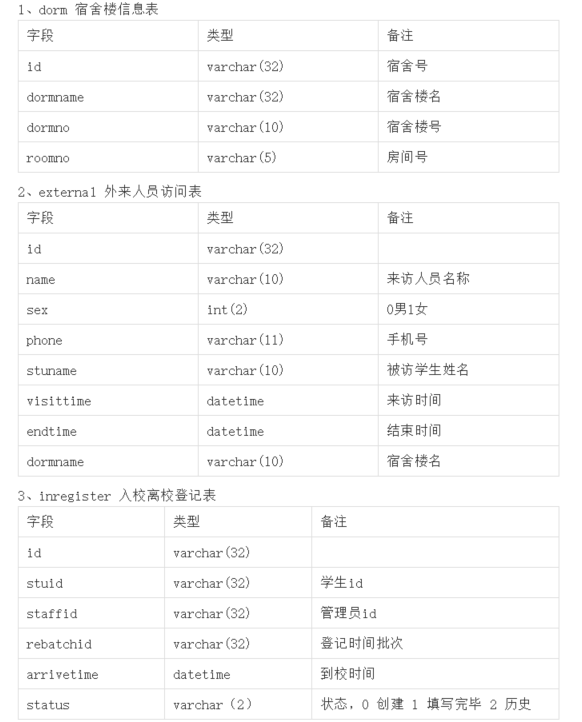 1、dorm 宿舍楼信息表
字段 类型 备注
id varchar(32) 宿舍号
dormname varchar(32) 宿舍楼名
dormno varchar(10) 宿舍楼号
roomno varchar(5) 房间号
2、external 外来人员访问表
字段 类型 备注
id varchar(32)
name varchar(10) 来访人员名称
sex int(2) 0男1女
phone varchar(11) 手机号
stuname varchar(10) 被访学生姓名
visittime datetime 来访时间
endtime datetime 结束时间
dormname varchar(10) 宿舍楼名
3、inregister 入校离校登记表
字段 类型 备注
id varchar(32)
stuid varchar(32) 学生id
staffid varchar(32) 管理员id
rebatchid varchar(32) 登记时间批次
arrivetime datetime 到校时间
status varchar（2） 状态，0 创建 1 填写完毕 2 历史